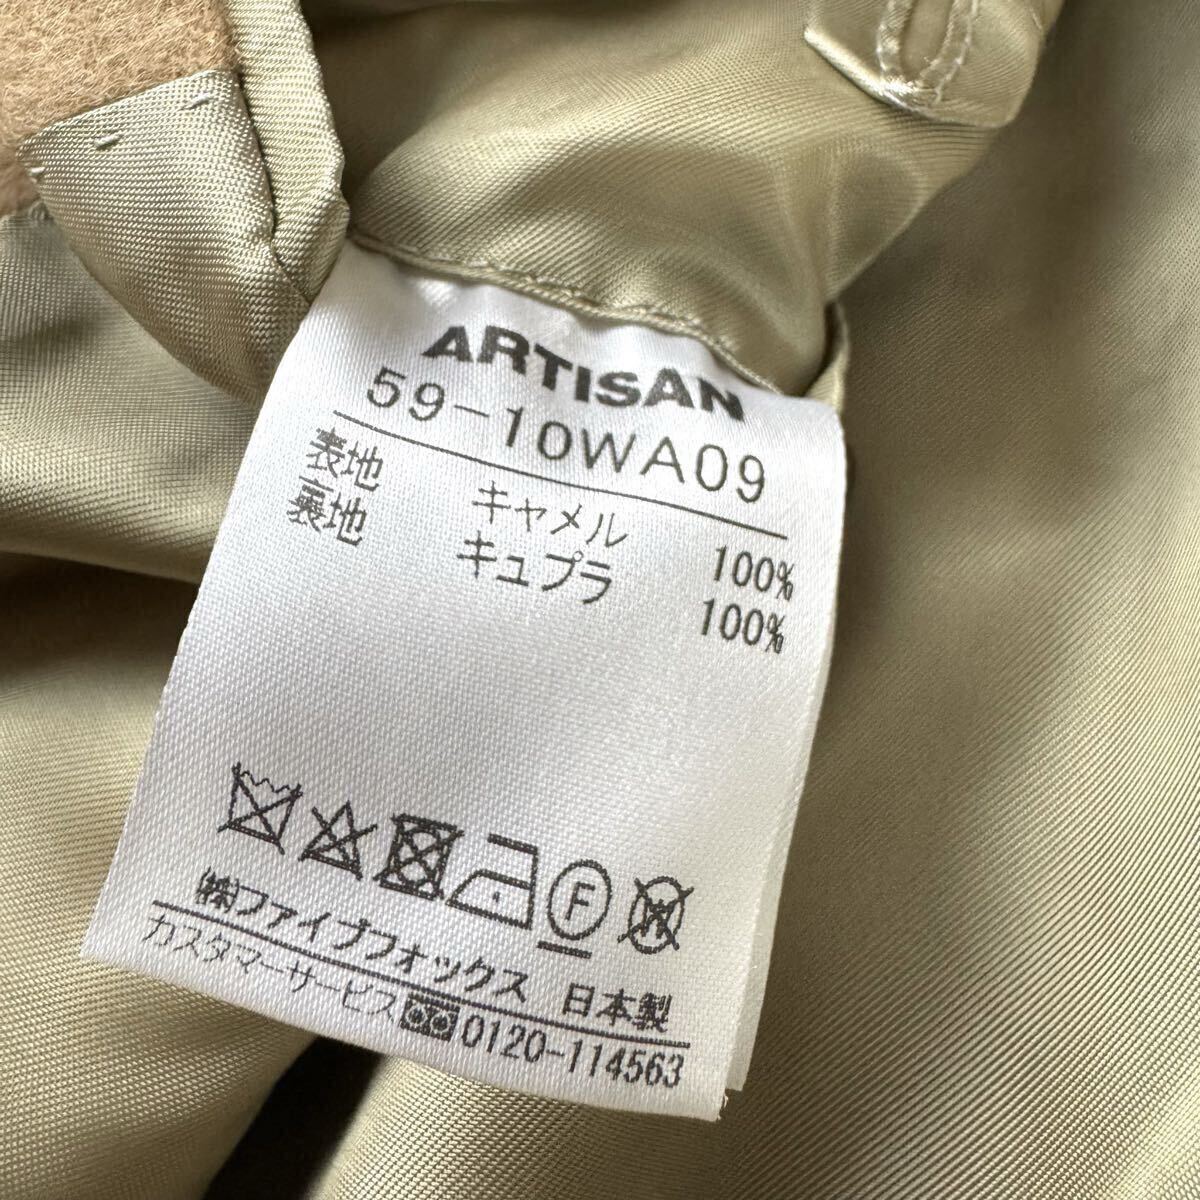 ARTISAN
59-10WA09
表地 キャメル 100%
裏地 キュプラ 100%
F
W
(株)ファイブフォックス 日本製
カスタマーサービス 0120-114563